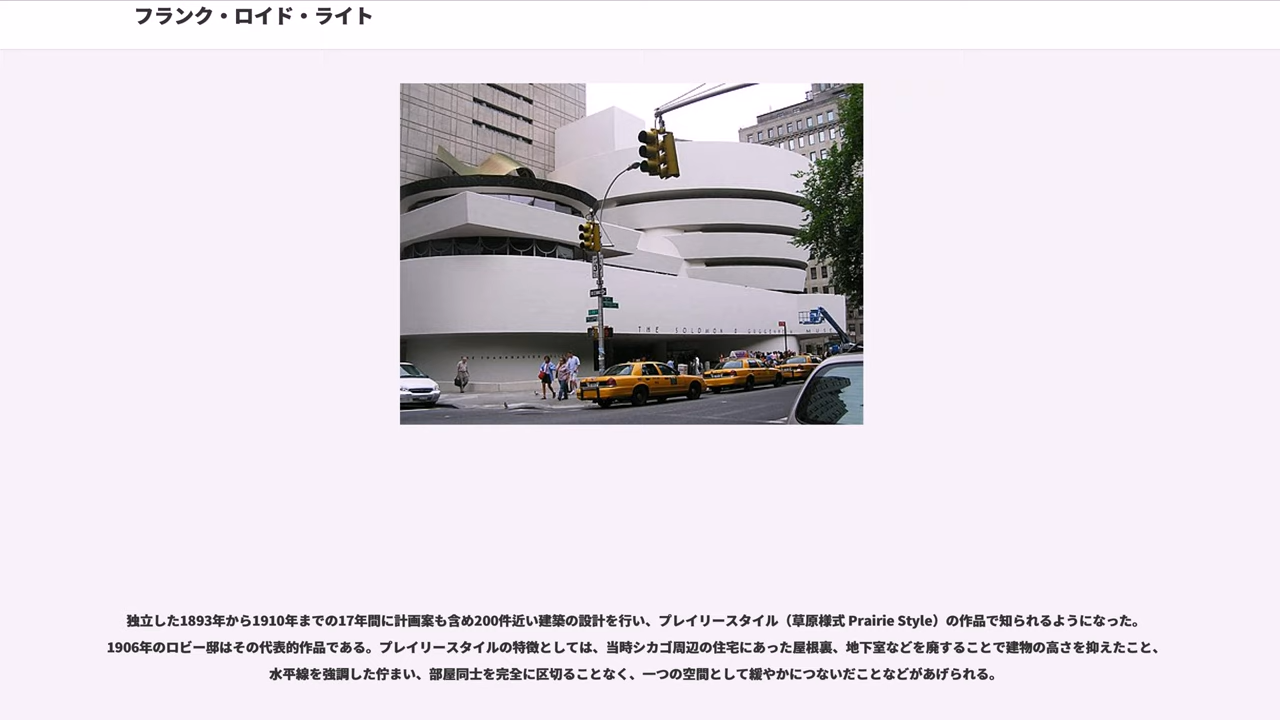 フランク・ロイド・ライト
THE SOLOMON R GUGGENHEIM MUS
独立した1893年から1910年までの17年間に計画案も含め200件近い建築の設計を行い、プレイリースタイル（草原様式 Prairie Style）の作品で知られるようになった。
1906年のロビー邸はその代表的作品である。プレイリースタイルの特徴としては、当時シカゴ周辺の住宅にあった屋根裏、地下室などを廃することで建物の高さを抑えたこと、
水平線を強調した佇まい、部屋同士を完全に区切ることなく、一つの空間として緩やかにつないだことなどがあげられる。